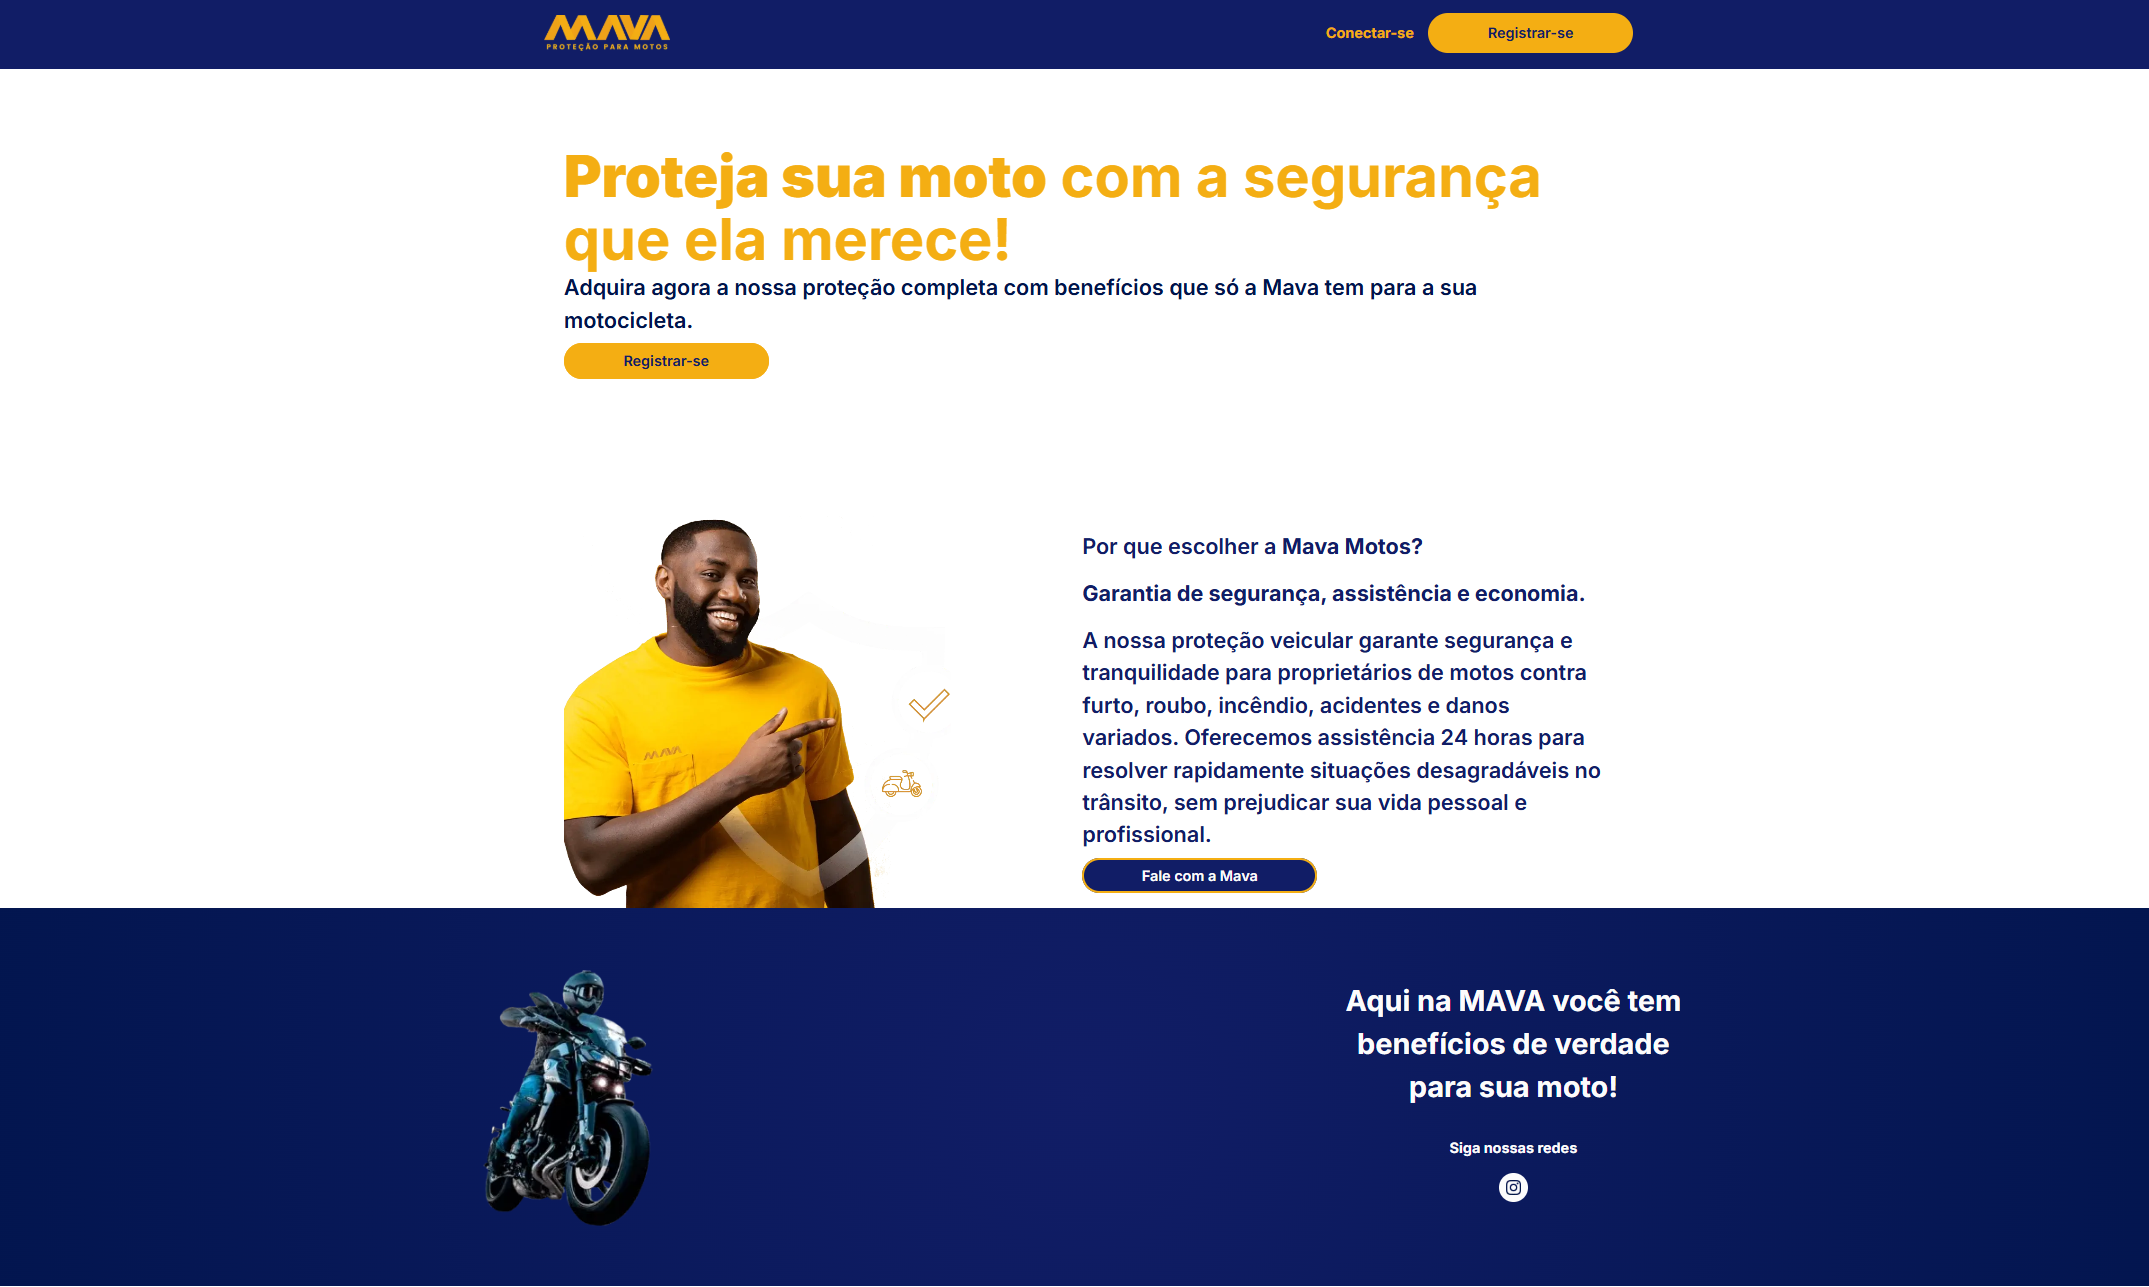 MAVA
PROTEÇÃO PARA MOTOS
Conectar-se
Registrar-se
Proteja sua moto com a segurança
que ela merece!
Adquira agora a nossa proteção completa com benefícios que só a Mava tem para a sua
motocicleta.
Registrar-se
Por que escolher a Mava Motos?
Garantia de segurança, assistência e economia.
A nossa proteção veicular garante segurança e
tranquilidade para proprietários de motos contra
furto, roubo, incêndio, acidentes e danos
variados. Oferecemos assistência 24 horas para
resolver rapidamente situações desagradáveis no
trânsito, sem prejudicar sua vida pessoal e
profissional.
MAVA
Fale com a Mava
Aqui na MAVA você tem
benefícios de verdade
para sua moto!
Siga nossas redes